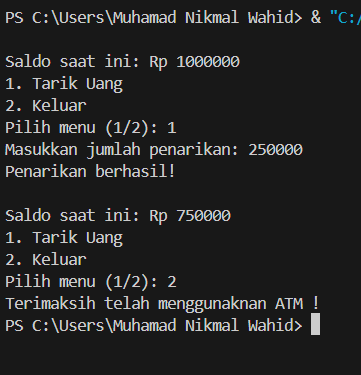 PS C:\Users\Muhamad Nikmal Wahid> & "C:/
Saldo saat ini: Rp 1000000
1. Tarik Uang
2. Keluar
Pilih menu (1/2): 1
Masukkan jumlah penarikan: 250000
Penarikan berhasil!
Saldo saat ini: Rp 750000
1. Tarik Uang
2. Keluar
Pilih menu (1/2): 2
Terimaksih telah menggunaknan ATM !
PS C:\Users\Muhamad Nikmal Wahid>